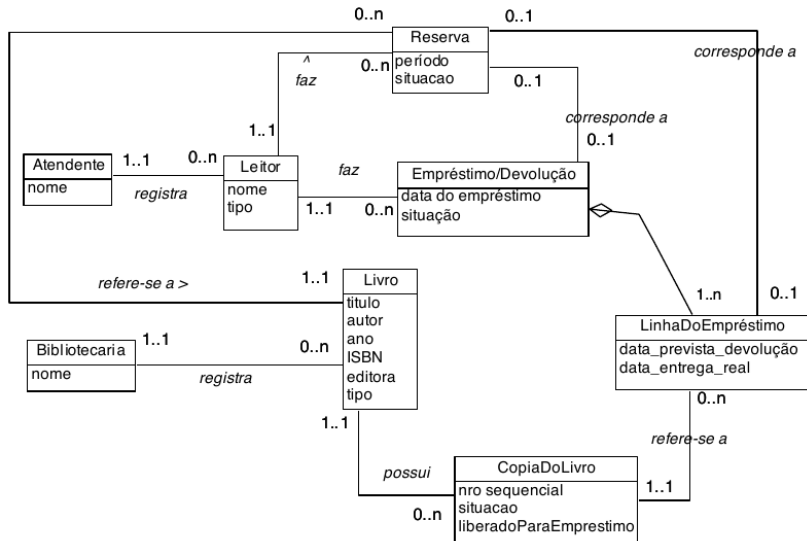 0..n
0..1
Reserva
período
situacao
^
faz
0..n
0..1
corresponde a
corresponde a
0..1
1..1
Atendente
nome
1..1
0..n
registra
Leitor
nome
tipo
faz
1..1
0..n
Empréstimo/Devolução
data do empréstimo
situação
refere-se a >
1..1
Livro
titulo
autor
ano
ISBN
editora
tipo
1..n
0..1
LinhaDoEmpréstimo
data_prevista_devolução
data_entrega_real
Bibliotecaria
nome
1..1
0..n
registra
1..1
0..n
refere-se a
possui
0..n
CopiaDoLivro
nro sequencial
situacao
liberadoParaEmprestimo
1..1